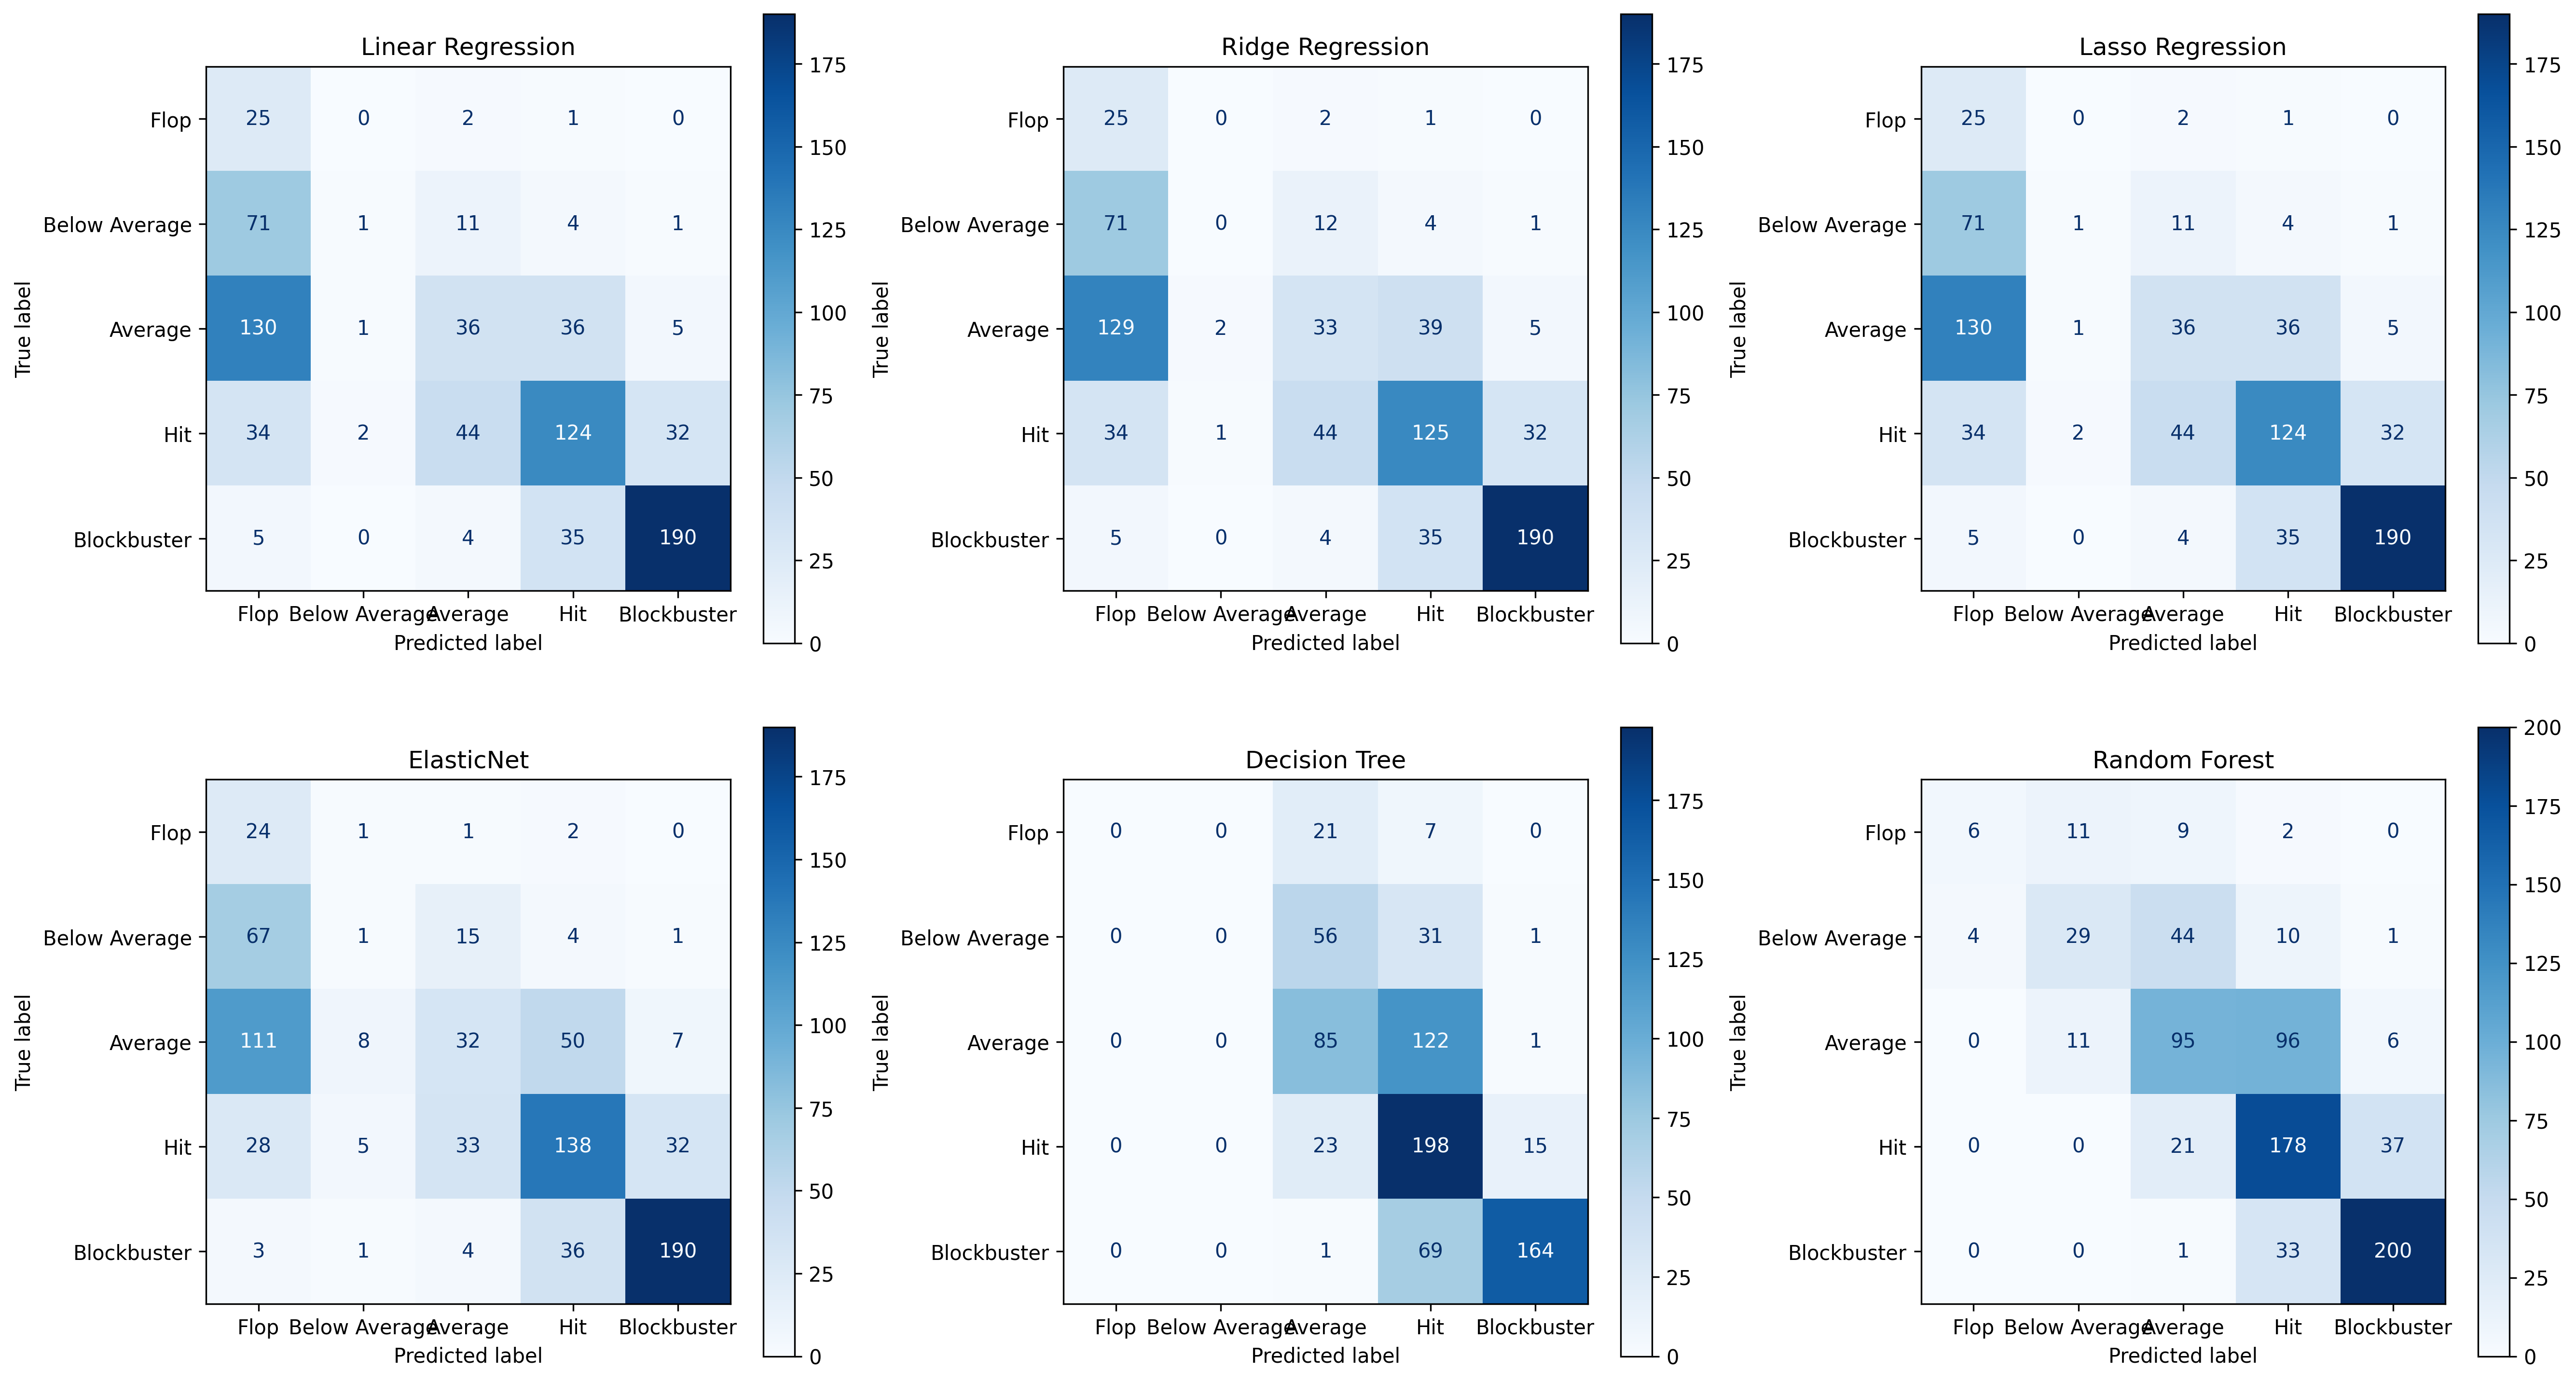 Linear Regression
Flop 25 0 2 1 0
Below Average 71 1 11 4 1
Average 130 1 36 36 5
Hit 34 2 44 124 32
Blockbuster 5 0 4 35 190
Flop Below Average Average Hit Blockbuster
Predicted label
True label
175
150
125
100
75
50
25
0
Ridge Regression
Flop 25 0 2 1 0
Below Average 71 0 12 4 1
Average 129 2 33 39 5
Hit 34 1 44 125 32
Blockbuster 5 0 4 35 190
Flop Below Average Average Hit Blockbuster
Predicted label
True label
175
150
125
100
75
50
25
0
Lasso Regression
Flop 25 0 2 1 0
Below Average 71 1 11 4 1
Average 130 1 36 36 5
Hit 34 2 44 124 32
Blockbuster 5 0 4 35 190
Flop Below Average Average Hit Blockbuster
Predicted label
True label
175
150
125
100
75
50
25
0
ElasticNet
Flop 24 1 1 2 0
Below Average 67 1 15 4 1
Average 111 8 32 50 7
Hit 28 5 33 138 32
Blockbuster 3 1 4 36 190
Flop Below Average Average Hit Blockbuster
Predicted label
True label
175
150
125
100
75
50
25
0
Decision Tree
Flop 0 0 21 7 0
Below Average 0 0 56 31 1
Average 0 0 85 122 1
Hit 0 0 23 198 15
Blockbuster 0 0 1 69 164
Flop Below Average Average Hit Blockbuster
Predicted label
True label
175
150
125
100
75
50
25
0
Random Forest
Flop 6 11 9 2 0
Below Average 4 29 44 10 1
Average 0 11 95 96 6
Hit 0 0 21 178 37
Blockbuster 0 0 1 33 200
Flop Below Average Average Hit Blockbuster
Predicted label
True label
200
175
150
125
100
75
50
25
0